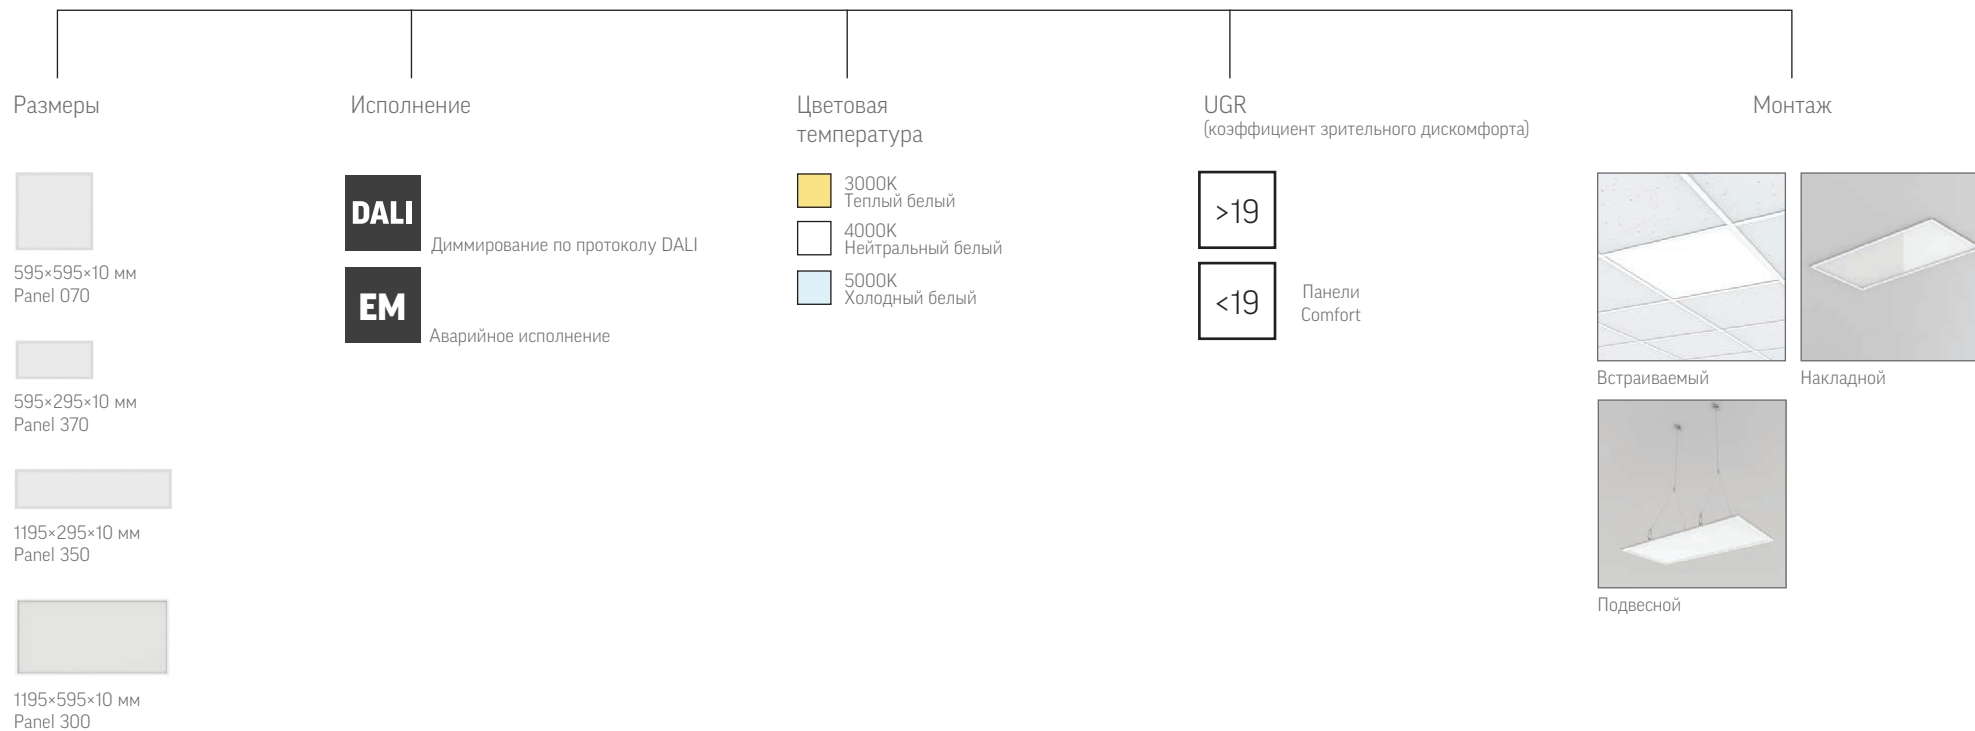 Размеры
595×595×10 мм
Panel 070
595×295×10 мм
Panel 370
1195×295×10 мм
Panel 350
1195×595×10 мм
Panel 300
Исполнение
DALI
Диммирование по протоколу DALI
EM
Аварийное исполнение
Цветовая
температура
3000K
Теплый белый
4000K
Нейтральный белый
5000K
Холодный белый
UGR
(коэффициент зрительного дискомфорта)
>19
<19
Панели
Comfort
Монтаж
Встраиваемый
Накладной
Подвесной